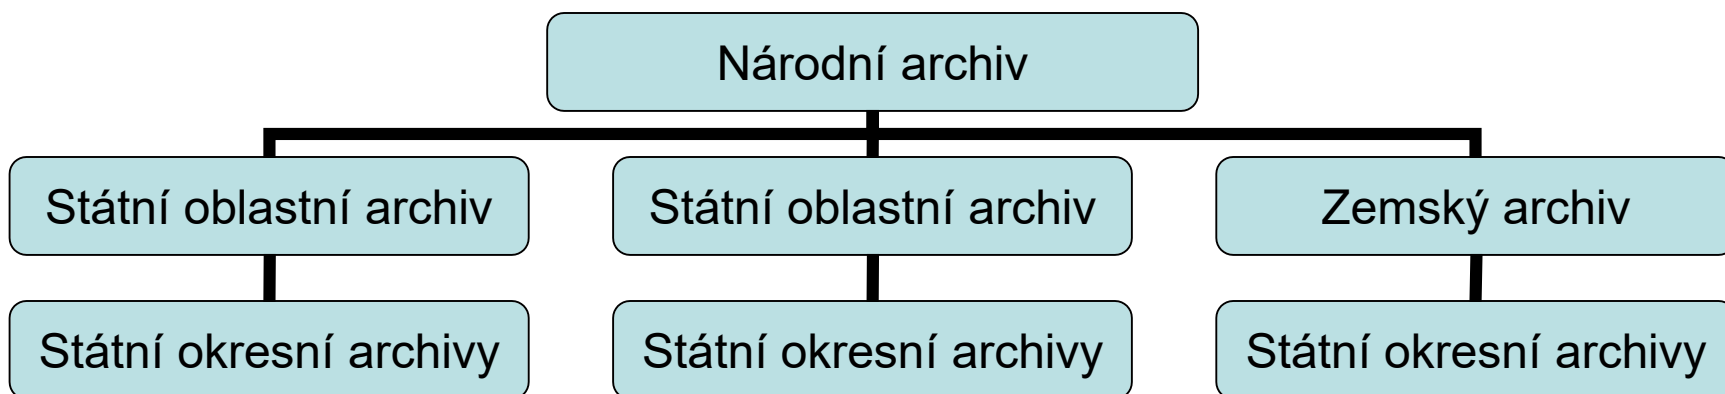 Národní archiv
Státní oblastní archiv
Státní oblastní archiv
Zemský archiv
Státní okresní archivy
Státní okresní archivy
Státní okresní archivy